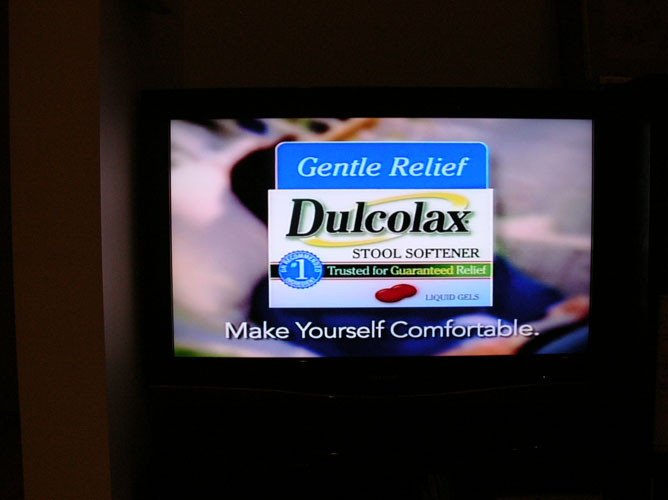 Gentle Relief
Dulcolax
STOOL SOFTENER
#1 Trusted for Guaranteed Relief
LIQUID GELS
Make Yourself Comfortable.